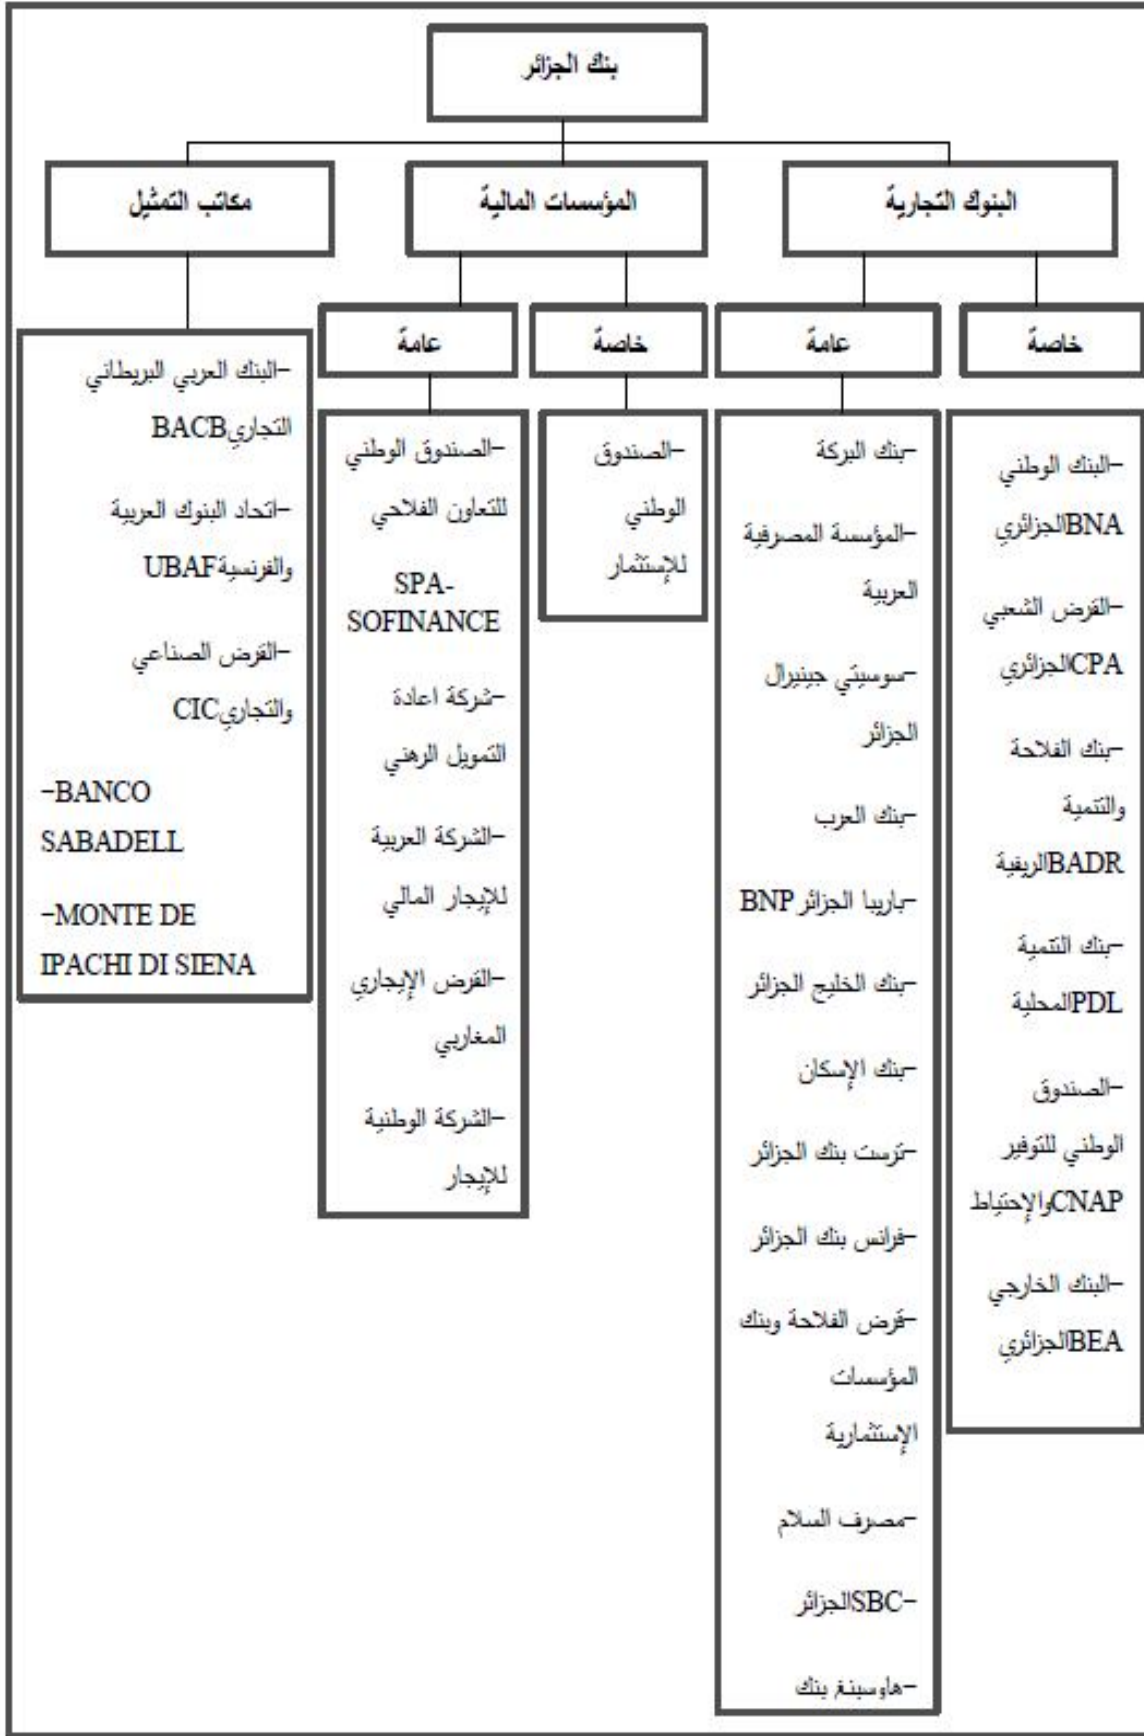 بنك الجزائر
البنوك التجارية
المؤسسات المالية
مكاتب التمثيل
خاصة
عامة
خاصة
عامة
-البنك الوطني
الجزائريBNA
-القرض الشعبي
الجزائريCPA
-بنك الفلاحة
والتنمية
الريفيةBADR
-بنك التنمية
المحليةPDL
-الصندوق
الوطني للتوفير
والإحتياطCNAP
-البنك الخارجي
الجزائريBEA
-بنك البركة
-المؤسسة المصرفية
العربية
-سوسيتي جينيرال
الجزائر
-بنك العرب
-باريبا الجزائر BNP
-بنك الخليج الجزائر
-بنك الإسكان
-ترست بنك الجزائر
-فرانس بنك الجزائر
-قرض الفلاحة وبنك
المؤسسات
الإستثمارية
-مصرف السلام
-SBCالجزائر
-هاوسينغ بنك
-الصندوق
الوطني
للإستثمار
-الصندوق الوطني
للتعاون الفلاحي
SPA-
SOFINANCE
-شركة اعادة
التمويل الرهني
-الشركة العربية
للإيجار المالي
-القرض الإيجاري
المغاربي
-الشركة الوطنية
للإيجار
-البنك العربي البريطاني
التجاريBACB
-اتحاد البنوك العربية
والفرنسيةUBAF
-القرض الصناعي
والتجاريCIC
-BANCO
SABADELL
-MONTE DE
IPACHI DI SIENA